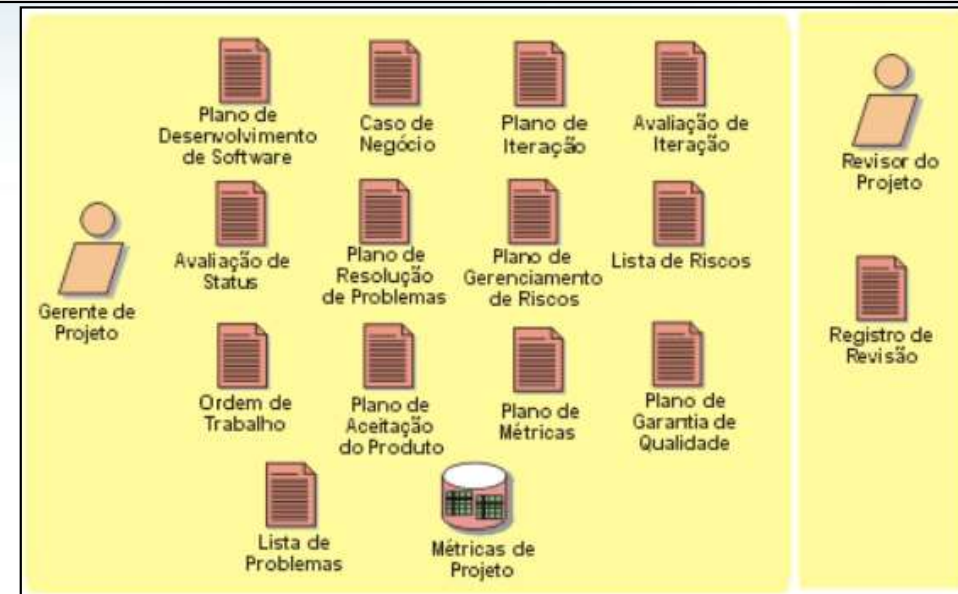 Plano de
Desenvolvimento
de Software
Caso de
Negócio
Plano de
Iteração
Avaliação de
Iteração
Revisor do
Projeto
Gerente de
Projeto
Avaliação de
Status
Plano de
Resolução
de Problemas
Plano de
Gerenciamento
de Riscos
Lista de Riscos
Registro de
Revisão
Ordem de
Trabalho
Plano de
Aceitação
do Produto
Plano de
Métricas
Plano de
Garantia de
Qualidade
Lista de
Problemas
Métricas de
Projeto